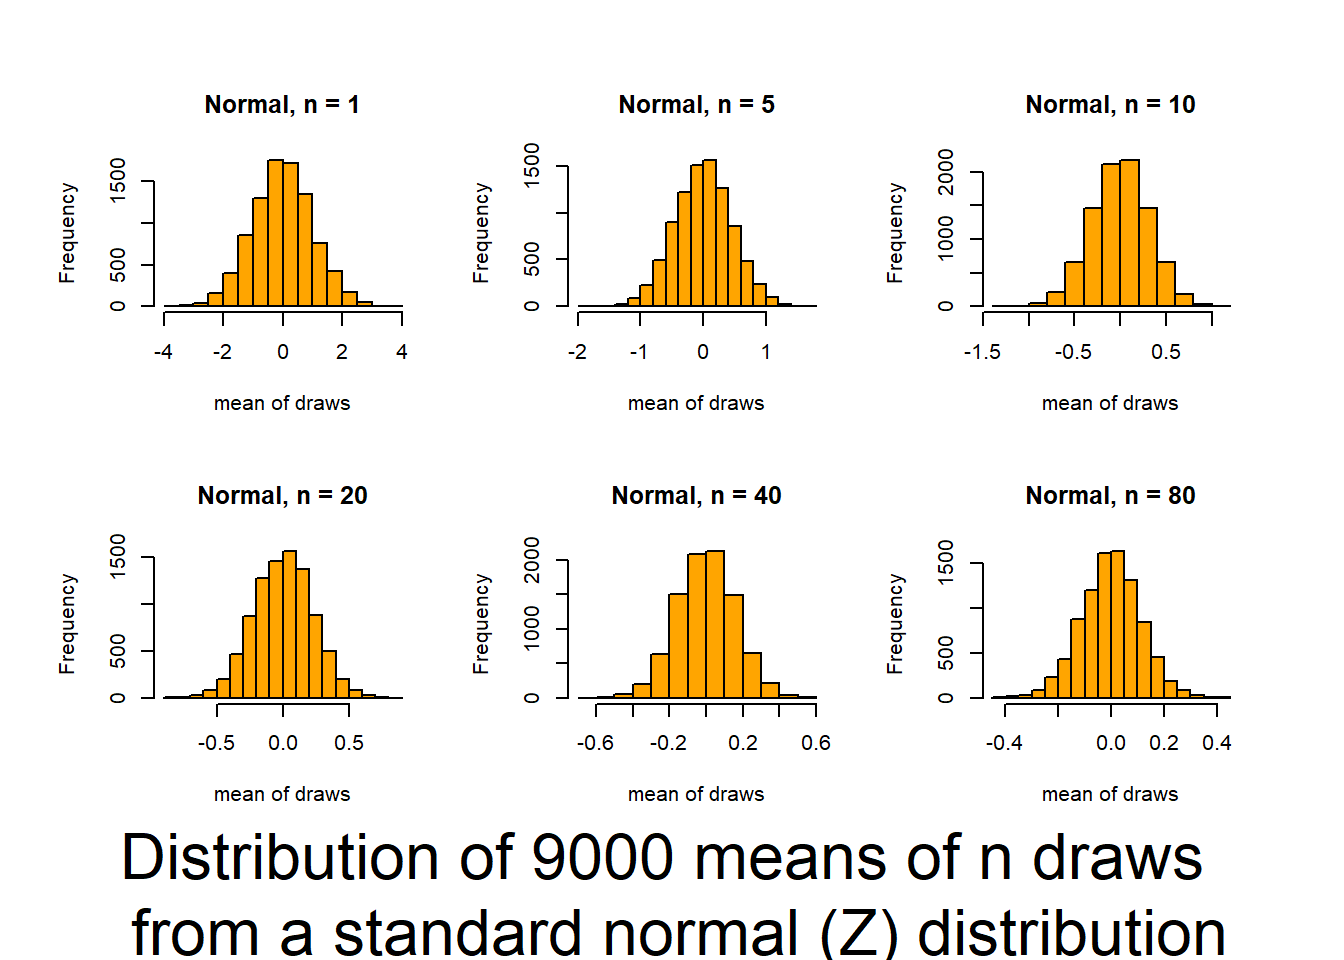 Normal, n = 1
Frequency
0
500
1500
-4 -2 0 2 4
mean of draws
Normal, n = 5
Frequency
0
500
1500
-2 -1 0 1
mean of draws
Normal, n = 10
Frequency
0
1000
2000
-1.5 -0.5 0.5
mean of draws
Normal, n = 20
Frequency
0
500
1500
-0.5 0.0 0.5
mean of draws
Normal, n = 40
Frequency
0
1000
2000
-0.6 -0.2 0.2 0.6
mean of draws
Normal, n = 80
Frequency
0
500
1500
-0.4 0.0 0.2 0.4
mean of draws
Distribution of 9000 means of n draws
from a standard normal (Z) distribution